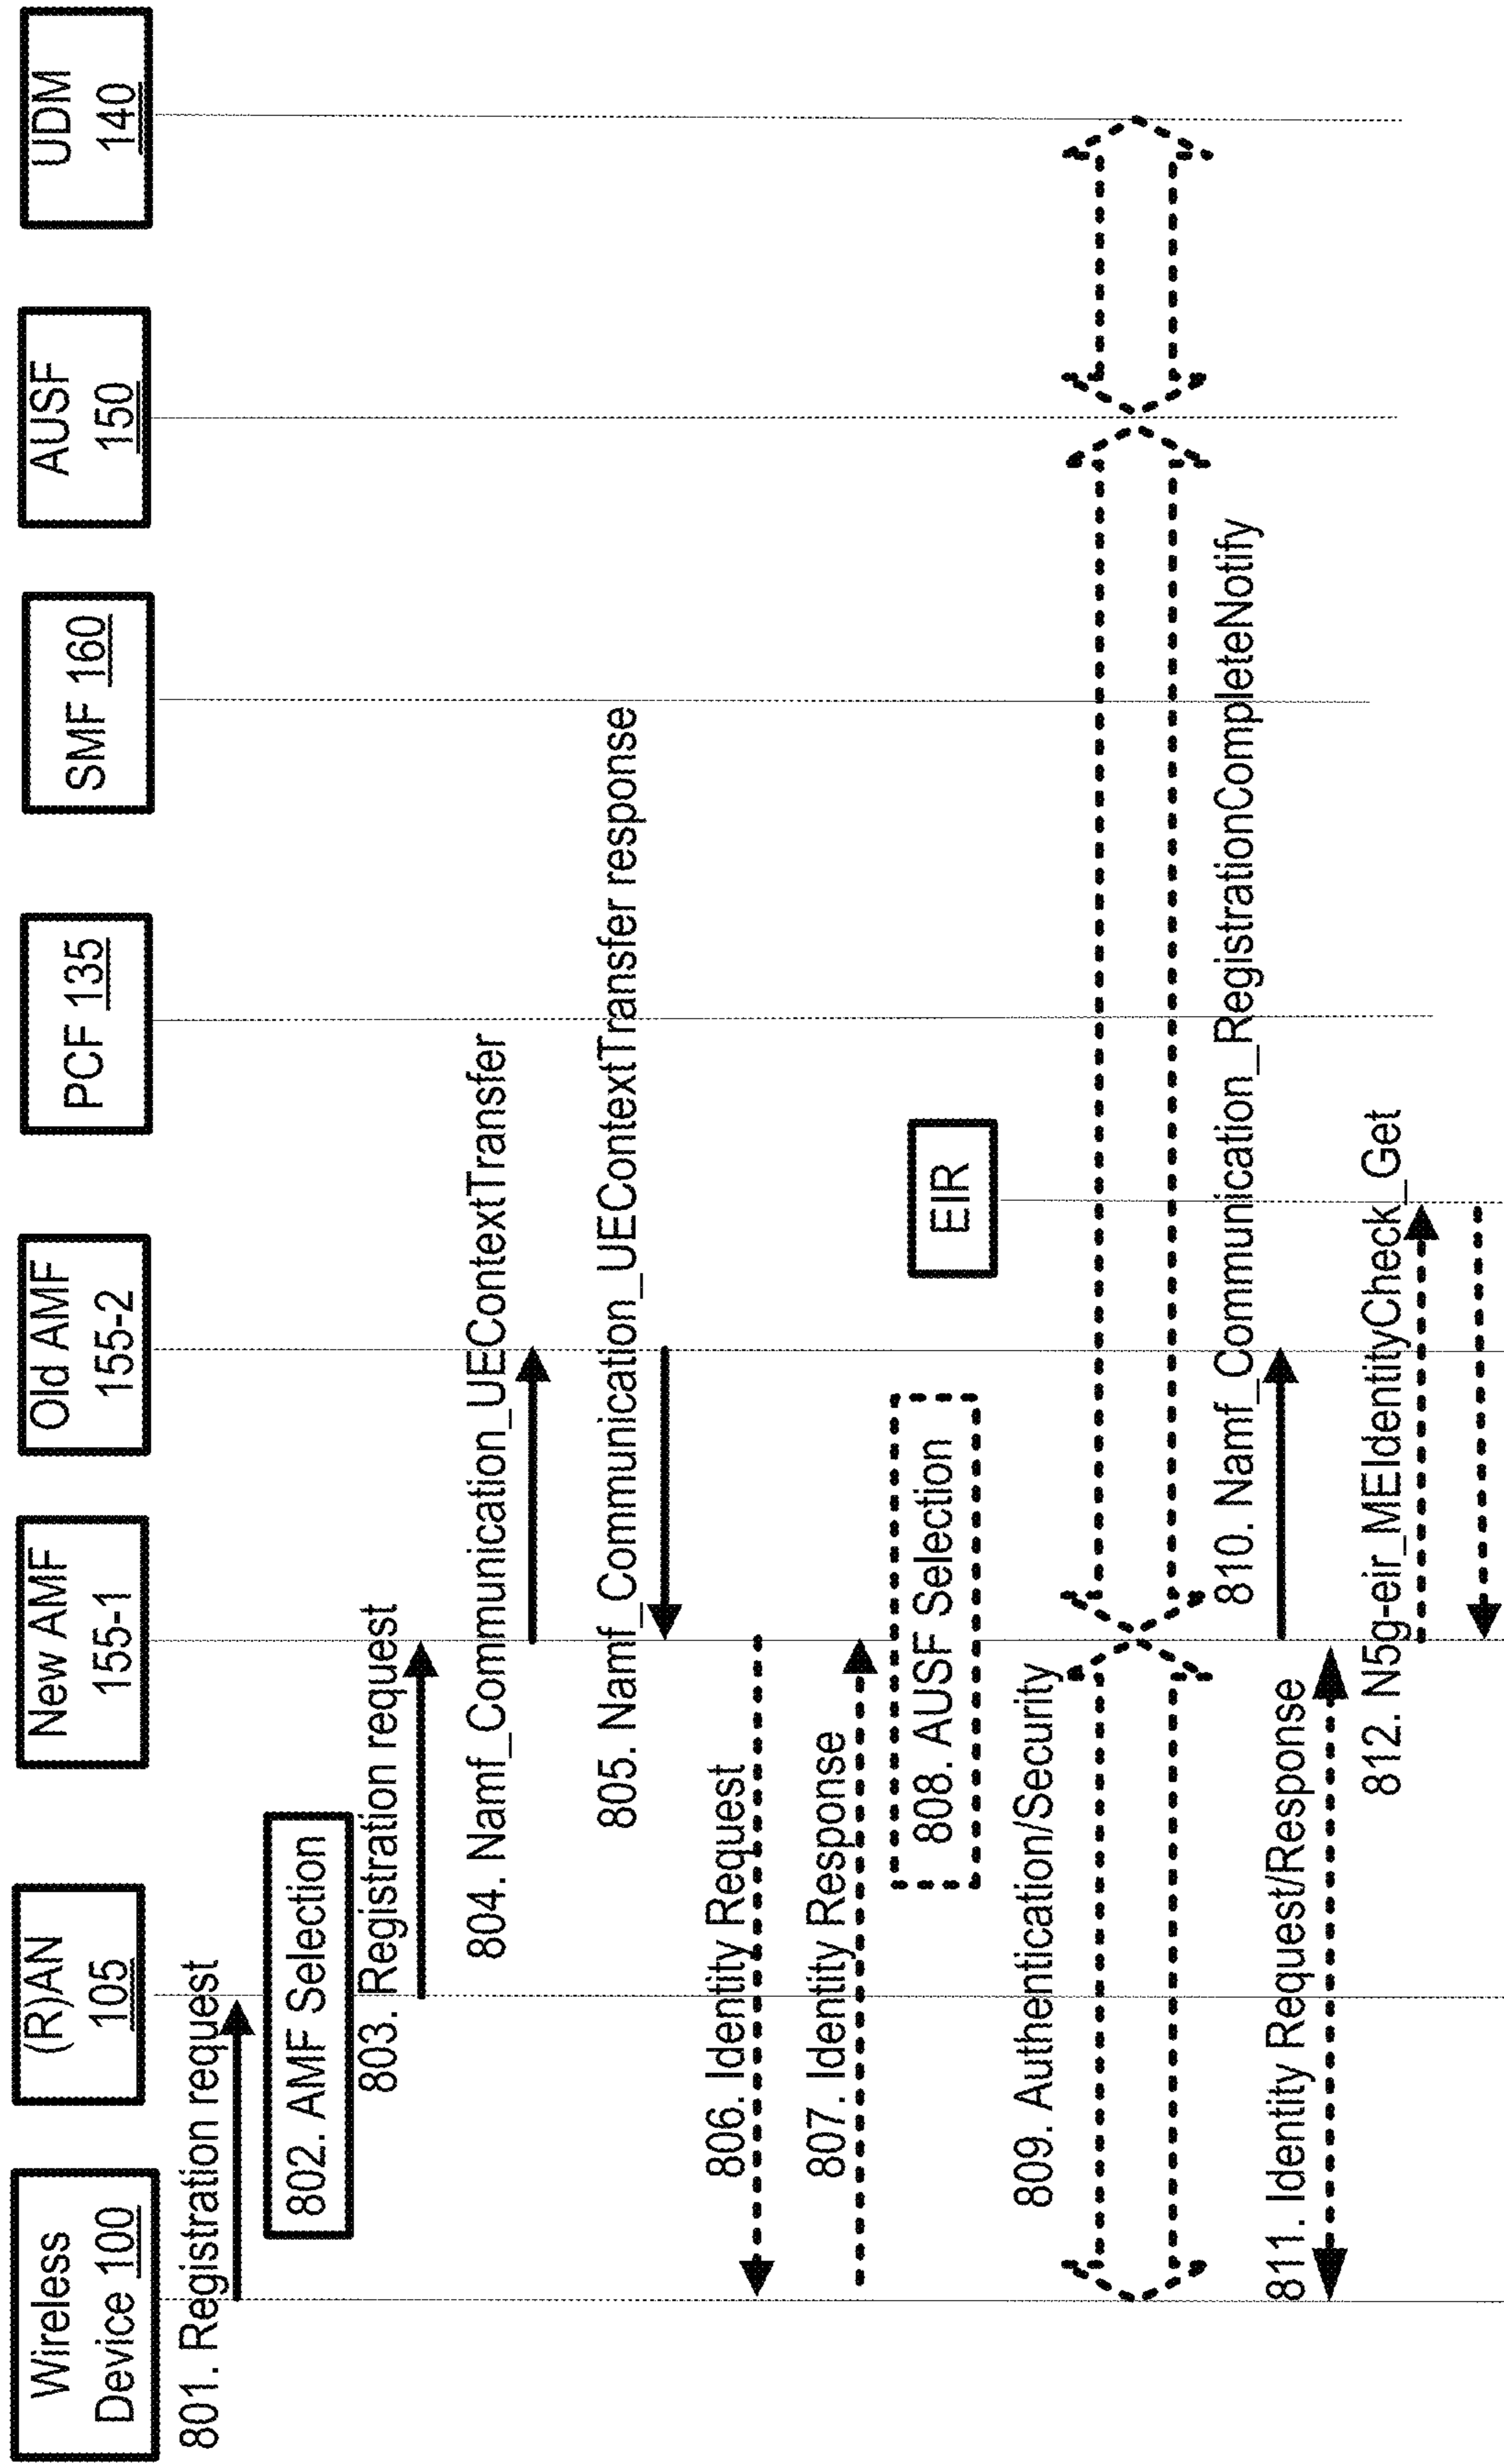 Wireless
Device 100
(R)AN
105
New AMF
155-1
Old AMF
155-2
PCF 135
SMF 160
AUSF
150
UDM
140
801. Registration request
802. AMF Selection
803. Registration request
804. Namf_Communication_UEContextTransfer
805. Namf_Communication_UEContextTransfer response
806. Identity Request
807. Identity Response
808. AUSF Selection
EIR
809. Authentication/Security
810. Namf_Communication_RegistrationCompleteNotify
811. Identity Request/Response
812. N5g-eir_MEIdentityCheck_Get